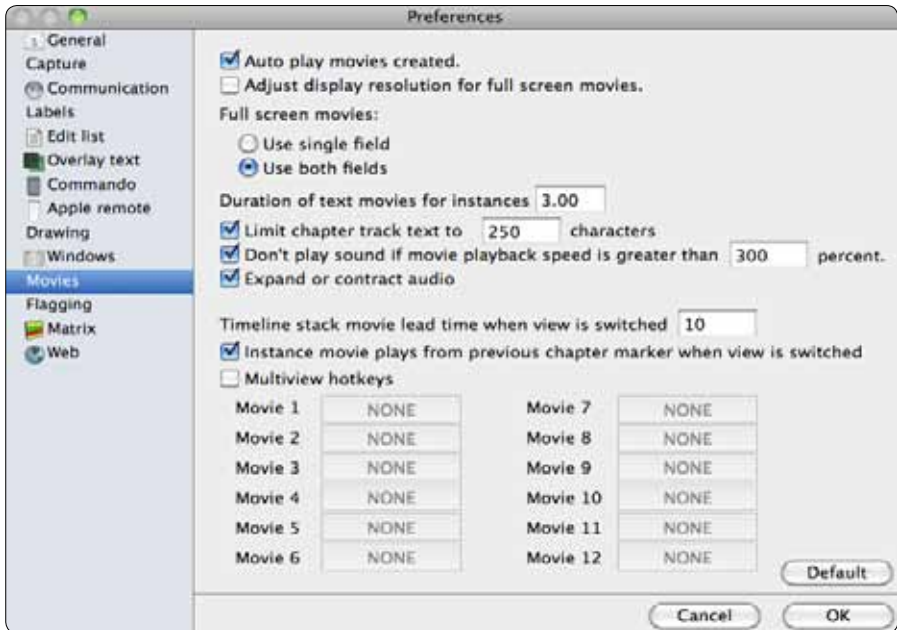 Preferences
General
Capture
Communication
Labels
Edit list
Overlay text
Commando
Apple remote
Drawing
Windows
Movies
Flagging
Matrix
Web
Auto play movies created.
Adjust display resolution for full screen movies.
Full screen movies:
Use single field
Use both fields
Duration of text movies for instances 3.00
Limit chapter track text to 250 characters
Don't play sound if movie playback speed is greater than 300 percent.
Expand or contract audio
Timeline stack movie lead time when view is switched 10
Instance movie plays from previous chapter marker when view is switched
Multiview hotkeys
Movie 1 NONE Movie 7 NONE
Movie 2 NONE Movie 8 NONE
Movie 3 NONE Movie 9 NONE
Movie 4 NONE Movie 10 NONE
Movie 5 NONE Movie 11 NONE
Movie 6 NONE Movie 12 NONE
Default
Cancel OK